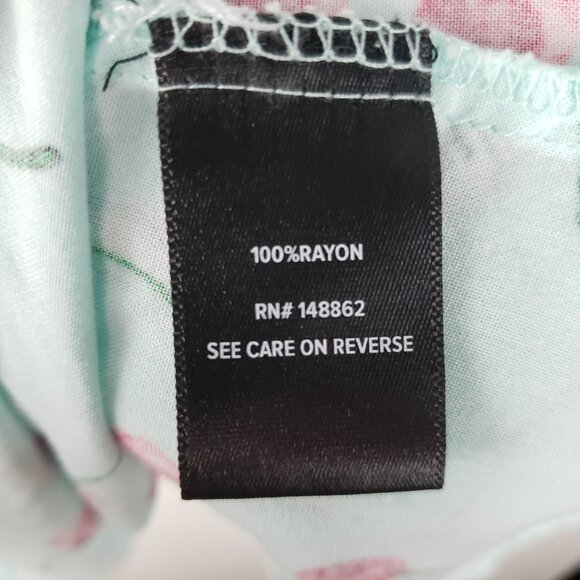 100%RAYON
RN# 148862
SEE CARE ON REVERSE